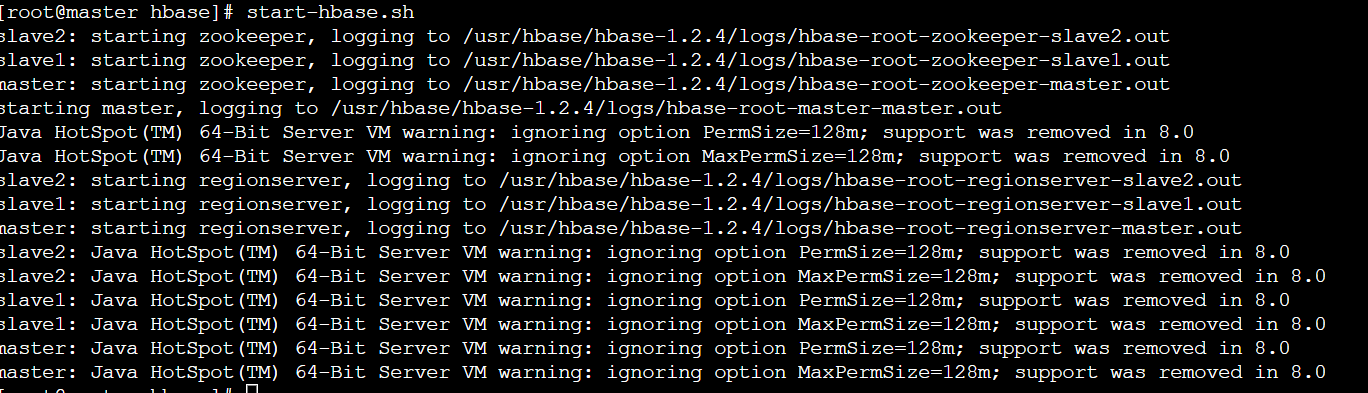 [root@master hbase]# start-hbase.sh
slave2: starting zookeeper, logging to /usr/hbase/hbase-1.2.4/logs/hbase-root-zookeeper-slave2.out
slave1: starting zookeeper, logging to /usr/hbase/hbase-1.2.4/logs/hbase-root-zookeeper-slave1.out
master: starting zookeeper, logging to /usr/hbase/hbase-1.2.4/logs/hbase-root-zookeeper-master.out
starting master, logging to /usr/hbase/hbase-1.2.4/logs/hbase-root-master-master.out
Java HotSpot(TM) 64-Bit Server VM warning: ignoring option PermSize=128m; support was removed in 8.0
Java HotSpot(TM) 64-Bit Server VM warning: ignoring option MaxPermSize=128m; support was removed in 8.0
slave2: starting regionserver, logging to /usr/hbase/hbase-1.2.4/logs/hbase-root-regionserver-slave2.out
slave1: starting regionserver, logging to /usr/hbase/hbase-1.2.4/logs/hbase-root-regionserver-slave1.out
master: starting regionserver, logging to /usr/hbase/hbase-1.2.4/logs/hbase-root-regionserver-master.out
slave2: Java HotSpot(TM) 64-Bit Server VM warning: ignoring option PermSize=128m; support was removed in 8.0
slave2: Java HotSpot(TM) 64-Bit Server VM warning: ignoring option MaxPermSize=128m; support was removed in 8.0
slave1: Java HotSpot(TM) 64-Bit Server VM warning: ignoring option PermSize=128m; support was removed in 8.0
slave1: Java HotSpot(TM) 64-Bit Server VM warning: ignoring option MaxPermSize=128m; support was removed in 8.0
master: Java HotSpot(TM) 64-Bit Server VM warning: ignoring option PermSize=128m; support was removed in 8.0
master: Java HotSpot(TM) 64-Bit Server VM warning: ignoring option MaxPermSize=128m; support was removed in 8.0
[root@master hbase]#